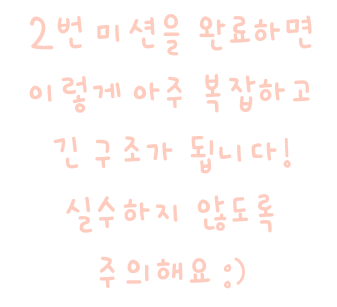 2번 미션을 완료하면
이렇게 아주 복잡하고
긴 구조가 됩니다!
실수하지 않도록
주의해요 :)